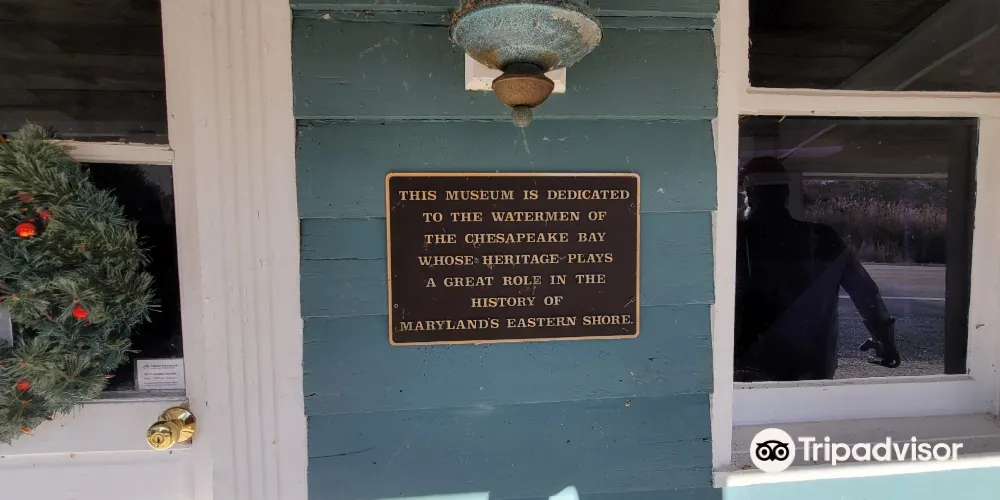 THIS MUSEUM IS DEDICATED
TO THE WATERMEN OF
THE CHESAPEAKE BAY
WHOSE HERITAGE PLAYS
A GREAT ROLE IN THE
HISTORY OF
MARYLAND'S EASTERN SHORE.
Tripadvisor